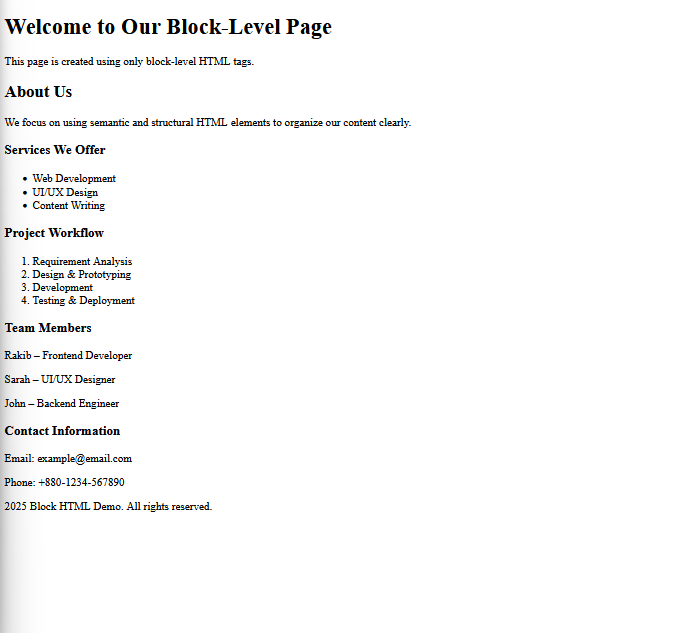 Welcome to Our Block-Level Page
This page is created using only block-level HTML tags.
About Us
We focus on using semantic and structural HTML elements to organize our content clearly.
Services We Offer
• Web Development
• UI/UX Design
• Content Writing
Project Workflow
1. Requirement Analysis
2. Design & Prototyping
3. Development
4. Testing & Deployment
Team Members
Rakib – Frontend Developer
Sarah – UI/UX Designer
John – Backend Engineer
Contact Information
Email: example@email.com
Phone: +880-1234-567890
2025 Block HTML Demo. All rights reserved.